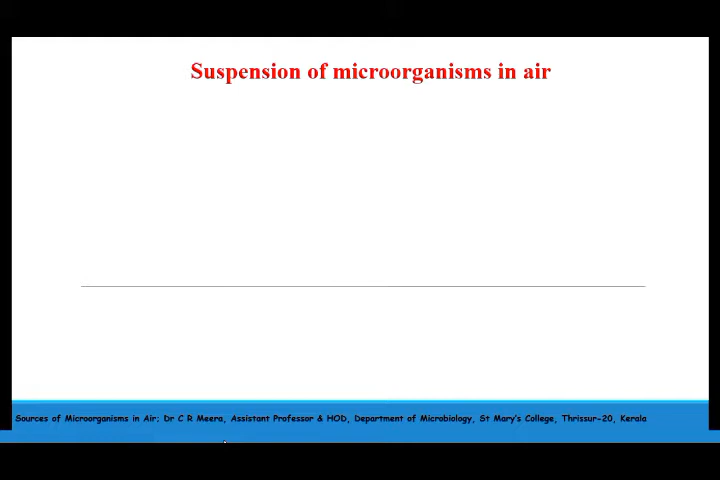 Suspension of microorganisms in air
Sources of Microorganisms in Air; Dr C R Meera, Assistant Professor & HOD, Department of Microbiology, St Mary's College, Thrissur-20, Kerala